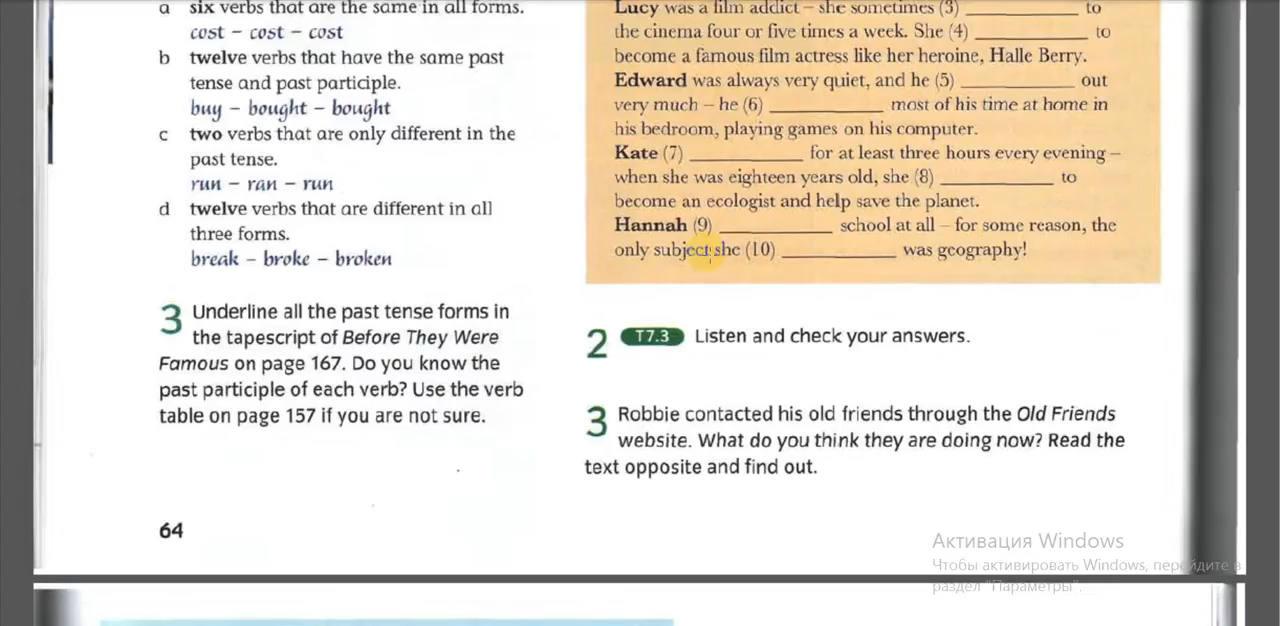 a six verbs that are the same in all forms.
cost – cost – cost
b twelve verbs that have the same past
tense and past participle.
buy – bought – bought
c two verbs that are only different in the
past tense.
run – ran – run
d twelve verbs that are different in all
three forms.
break – broke – broken
3 Underline all the past tense forms in
the tapescript of Before They Were
Famous on page 167. Do you know the
past participle of each verb? Use the verb
table on page 157 if you are not sure.
64
Lucy was a film addict – she sometimes (3) ____________ to
the cinema four or five times a week. She (4) ____________ to
become a famous film actress like her heroine, Halle Berry.
Edward was always very quiet, and he (5) ____________ out
very much – he (6) ____________ most of his time at home in
his bedroom, playing games on his computer.
Kate (7) ____________ for at least three hours every evening –
when she was eighteen years old, she (8) ____________ to
become an ecologist and help save the planet.
Hannah (9) ____________ school at all – for some reason, the
only subject she (10) ____________ was geography!
2 T7.3 Listen and check your answers.
3 Robbie contacted his old friends through the Old Friends
website. What do you think they are doing now? Read the
text opposite and find out.
Активация Windows
Чтобы активировать Windows, перейдите в
раздел "Параметры".